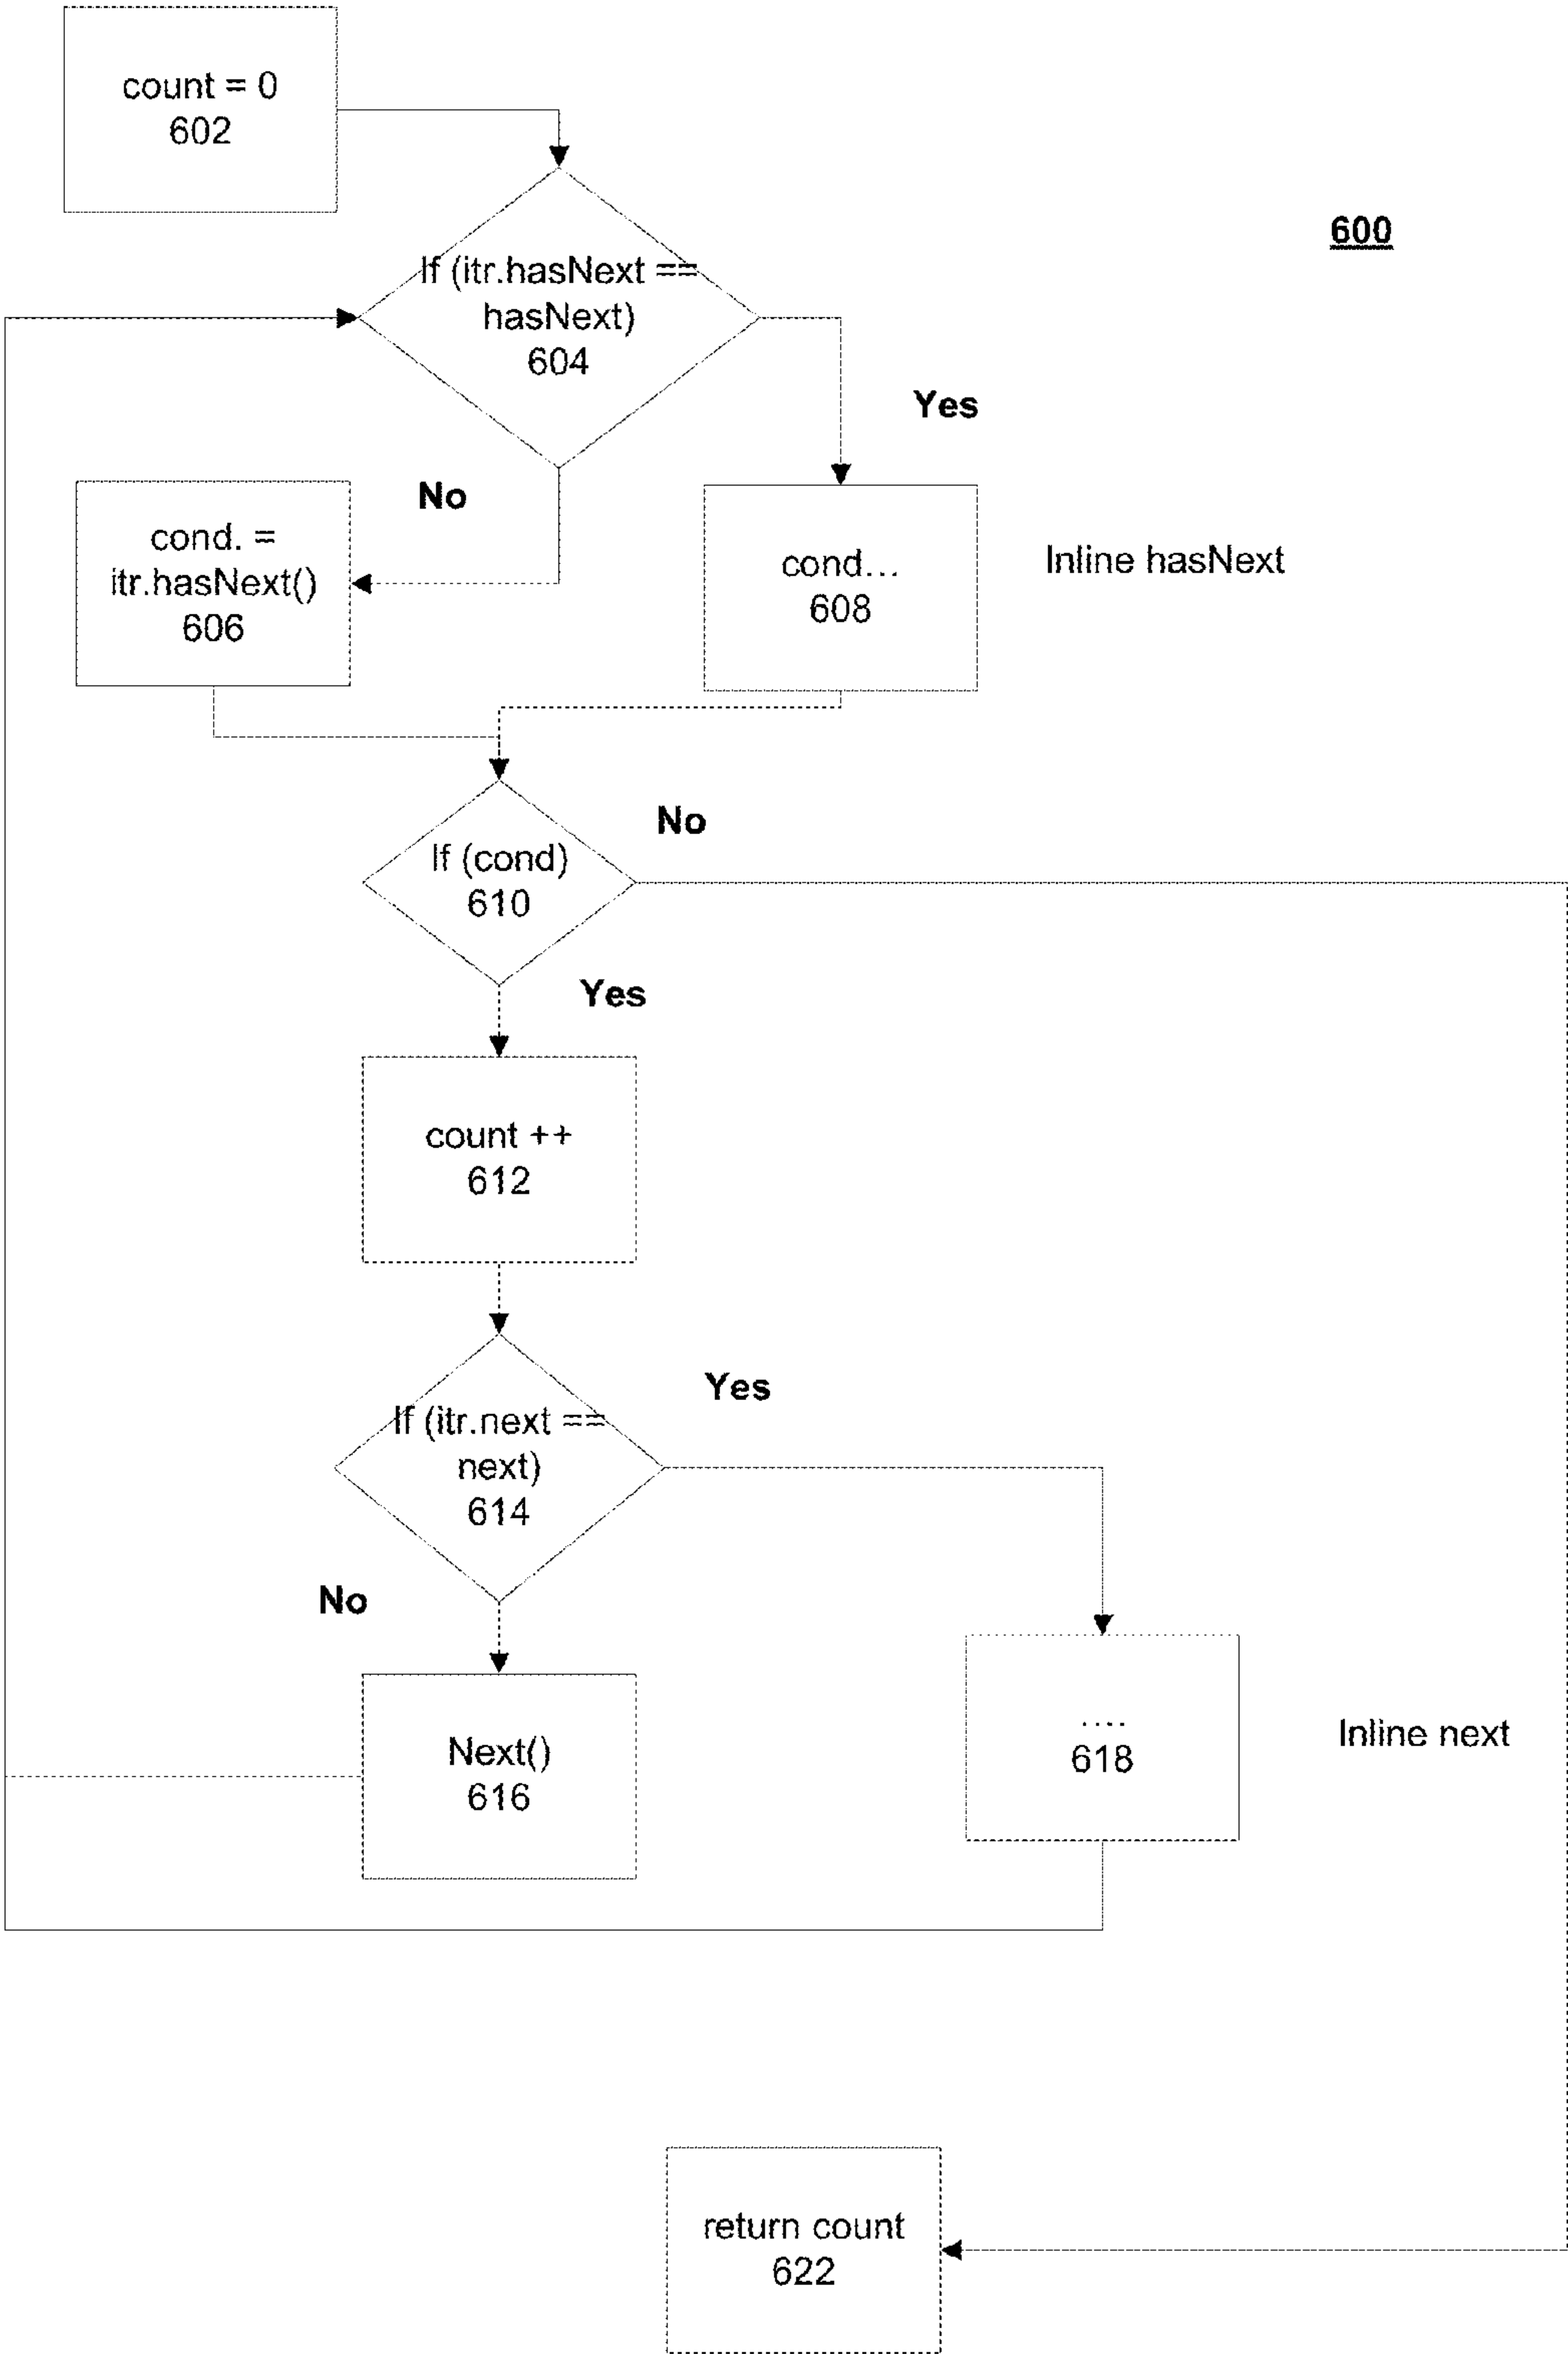 count = 0
602
600
If (itr.hasNext ==
hasNext)
604
Yes
No
cond. =
itr.hasNext()
606
cond...
608
Inline hasNext
No
If (cond)
610
Yes
count ++
612
Yes
If (itr.next ==
next)
614
No
Next()
616
....
618
Inline next
return count
622